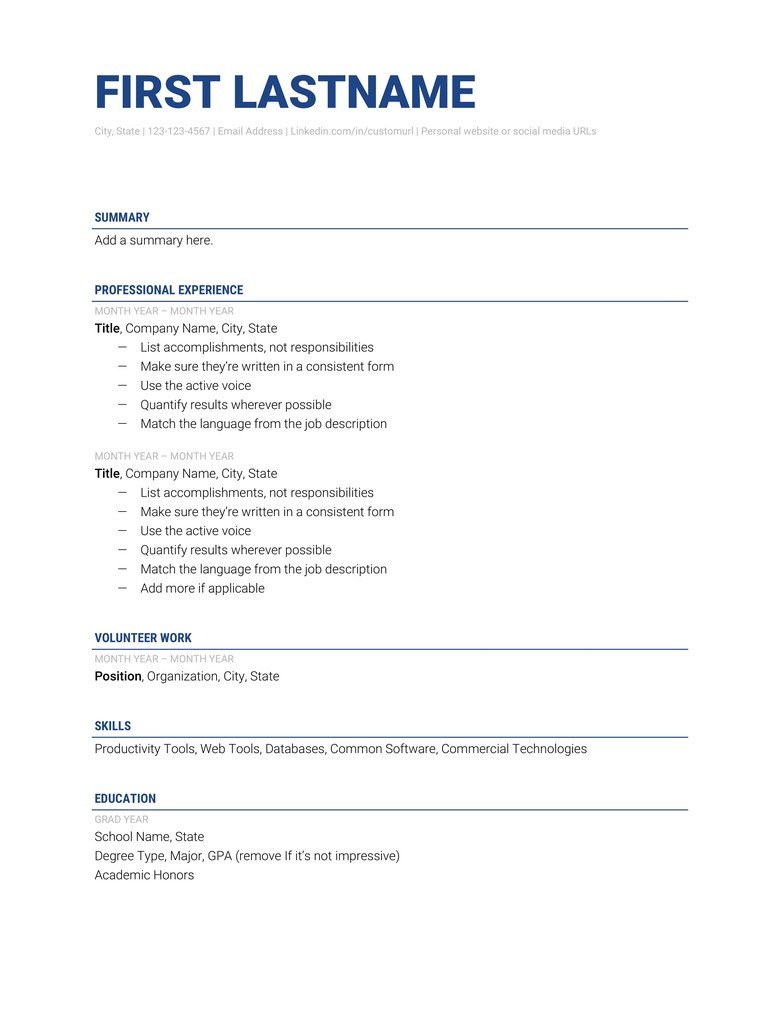 FIRST LASTNAME
City, State | 123-123-4567 | Email Address | Linkedin.com/in/customurl | Personal website or social media URLs
SUMMARY
Add a summary here.
PROFESSIONAL EXPERIENCE
MONTH YEAR – MONTH YEAR
Title, Company Name, City, State
— List accomplishments, not responsibilities
— Make sure they’re written in a consistent form
— Use the active voice
— Quantify results wherever possible
— Match the language from the job description
MONTH YEAR – MONTH YEAR
Title, Company Name, City, State
— List accomplishments, not responsibilities
— Make sure they’re written in a consistent form
— Use the active voice
— Quantify results wherever possible
— Match the language from the job description
— Add more if applicable
VOLUNTEER WORK
MONTH YEAR – MONTH YEAR
Position, Organization, City, State
SKILLS
Productivity Tools, Web Tools, Databases, Common Software, Commercial Technologies
EDUCATION
GRAD YEAR
School Name, State
Degree Type, Major, GPA (remove If it’s not impressive)
Academic Honors